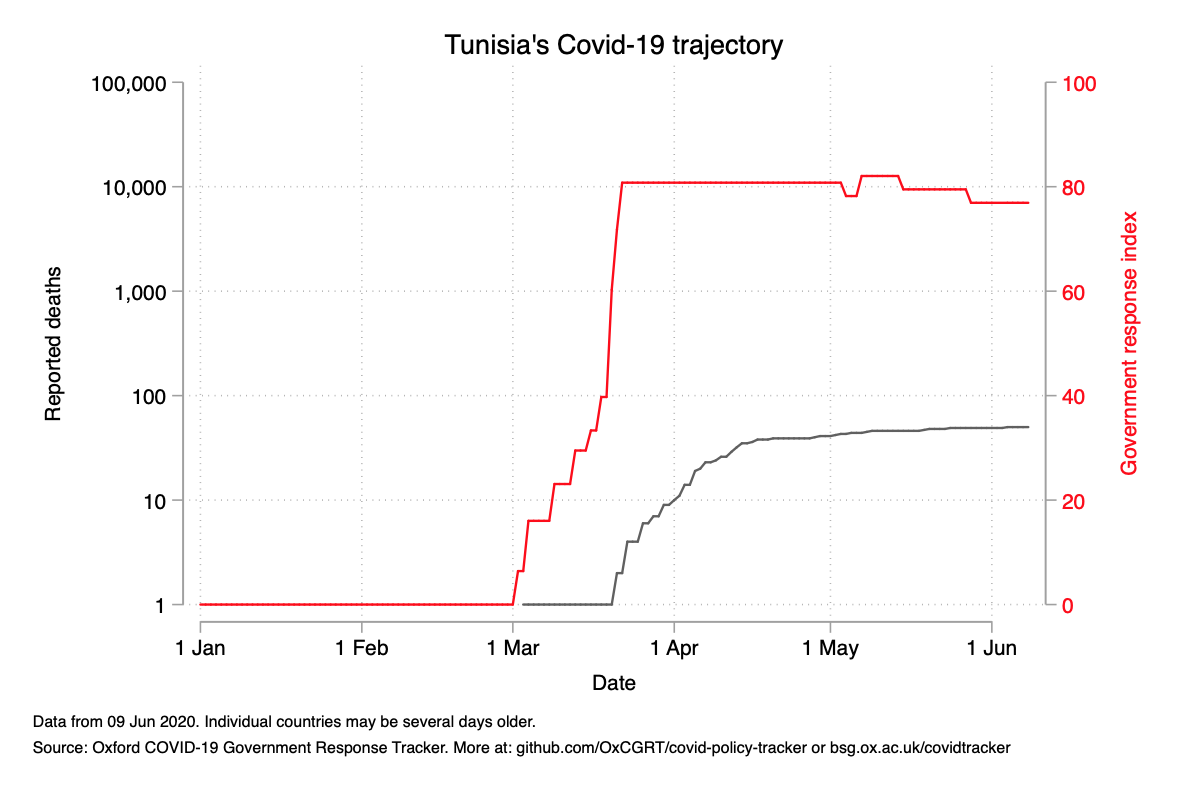 Tunisia's Covid-19 trajectory
100,000
10,000
1,000
100
10
1
Reported deaths
100
80
60
40
20
0
Government response index
1 Jan 1 Feb 1 Mar 1 Apr 1 May 1 Jun
Date
Data from 09 Jun 2020. Individual countries may be several days older.
Source: Oxford COVID-19 Government Response Tracker. More at: github.com/OxCGRT/covid-policy-tracker or bsg.ox.ac.uk/covidtracker